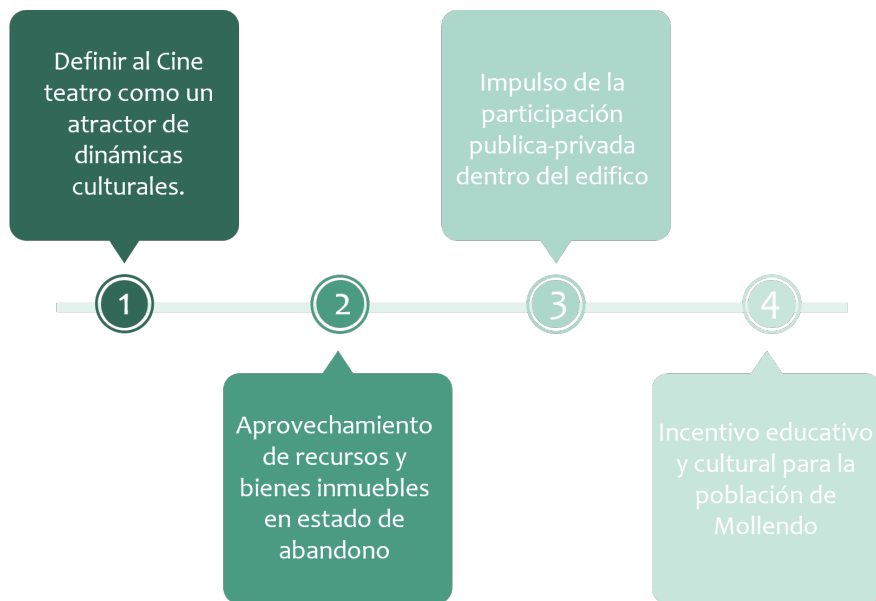 Definir al Cine
teatro como un
atractor de
dinámicas
culturales.
1
Aprovechamiento
de recursos y
bienes inmuebles
en estado de
abandono
2
Impulso de la
participación
publica-privada
dentro del edifico
3
Incentivo educativo
y cultural para la
población de
Mollendo
4